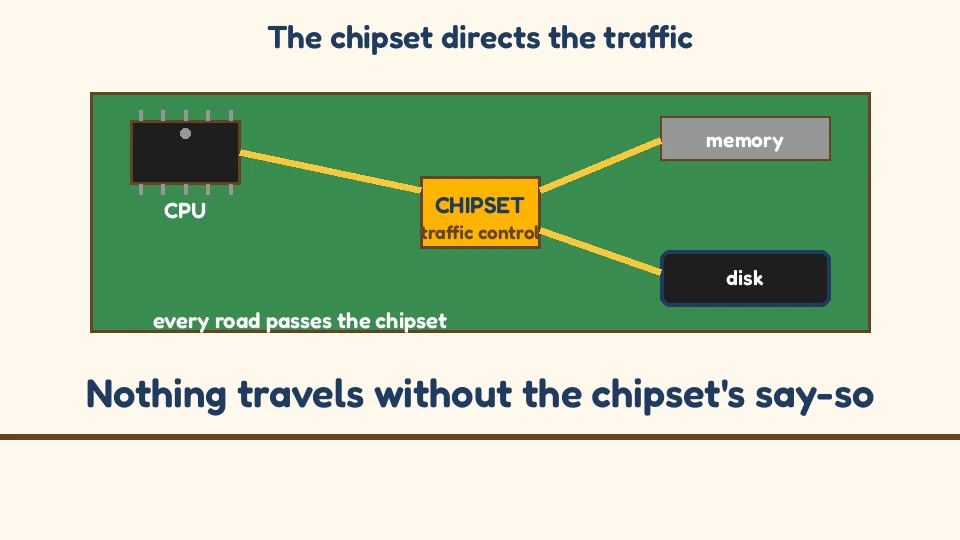 The chipset directs the traffic
memory
CHIPSET
CPU
traffic control
disk
every road passes the chipset
Nothing travels without the chipset's say-so